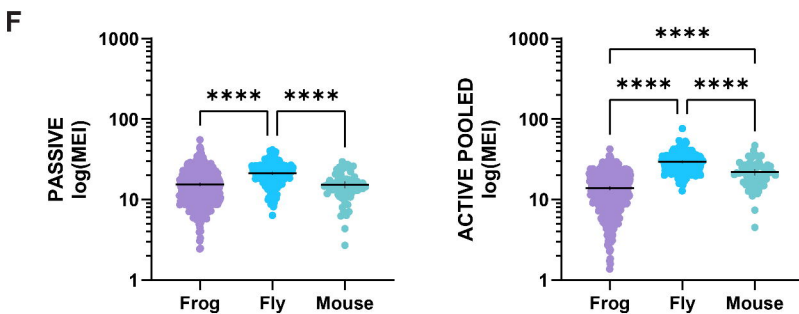 F
PASSIVE
log(MEI)
1000
100
10
1
****
****
Frog
Fly
Mouse
ACTIVE POOLED
log(MEI)
1000
100
10
1
****
****
****
Frog
Fly
Mouse